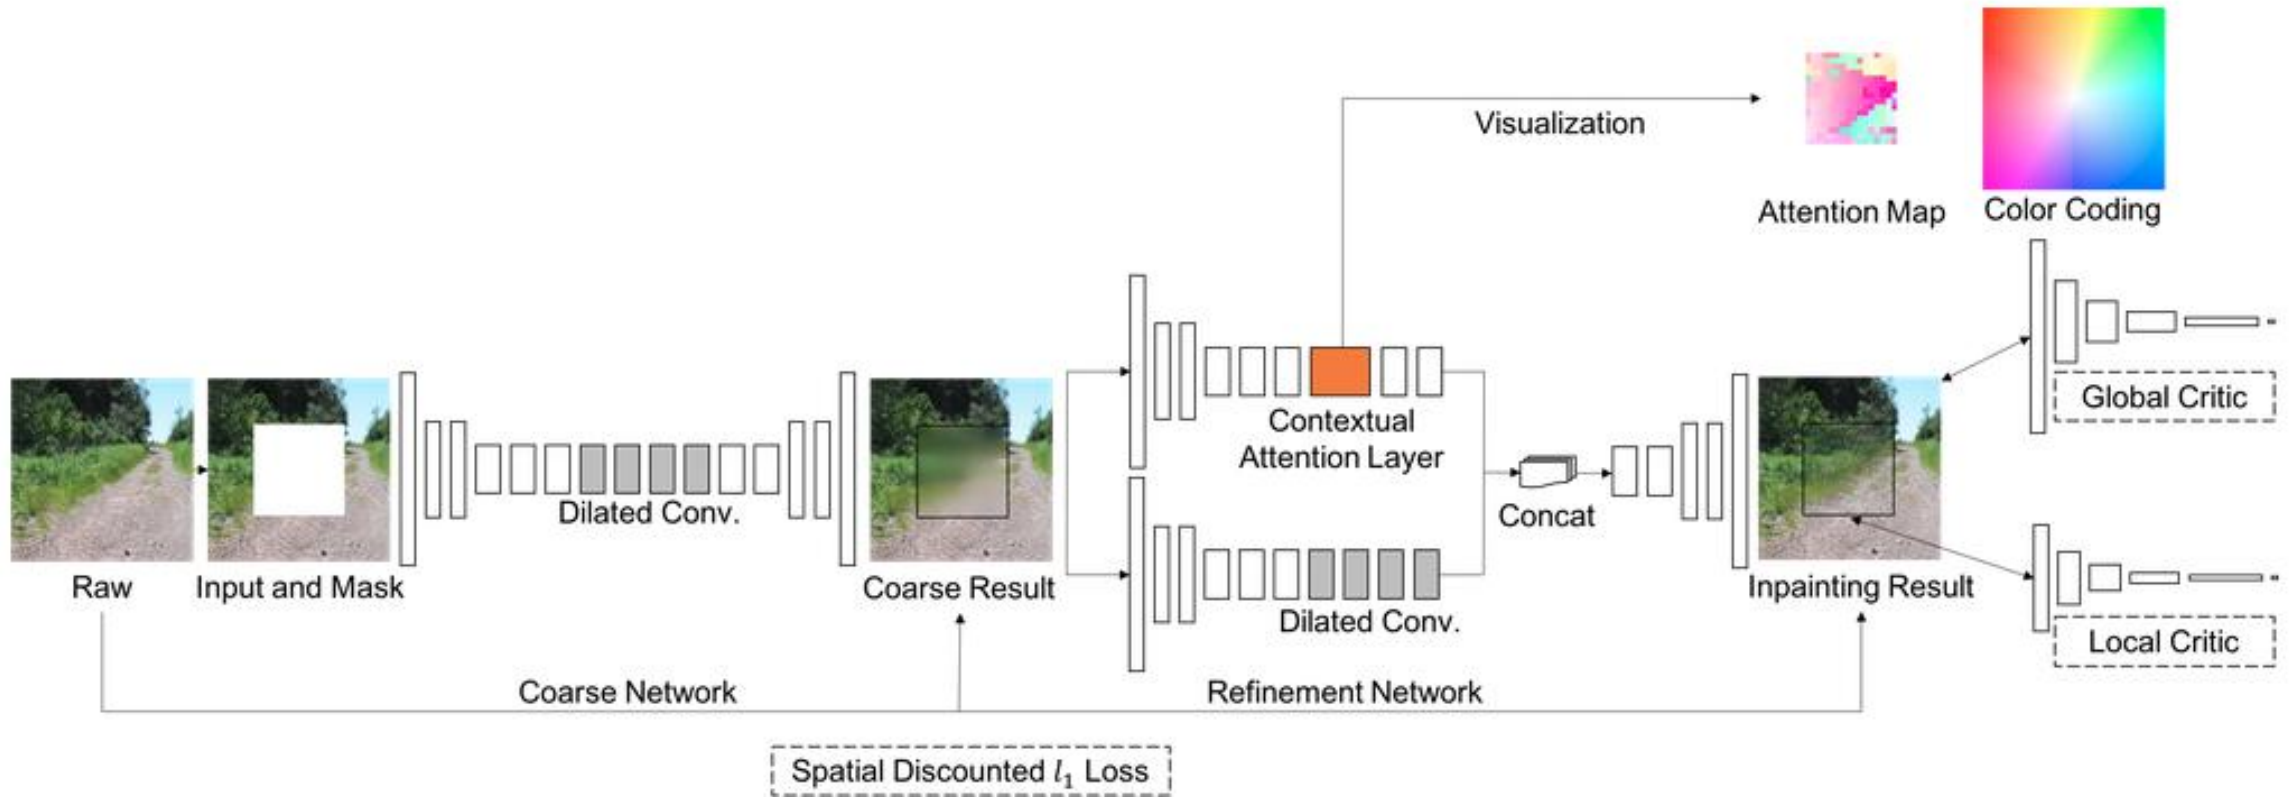 Visualization
Attention Map
Color Coding
Contextual
Attention Layer
Global Critic
Dilated Conv.
Concat
Raw
Input and Mask
Coarse Result
Inpainting Result
Dilated Conv.
Local Critic
Coarse Network
Refinement Network
Spatial Discounted l₁ Loss